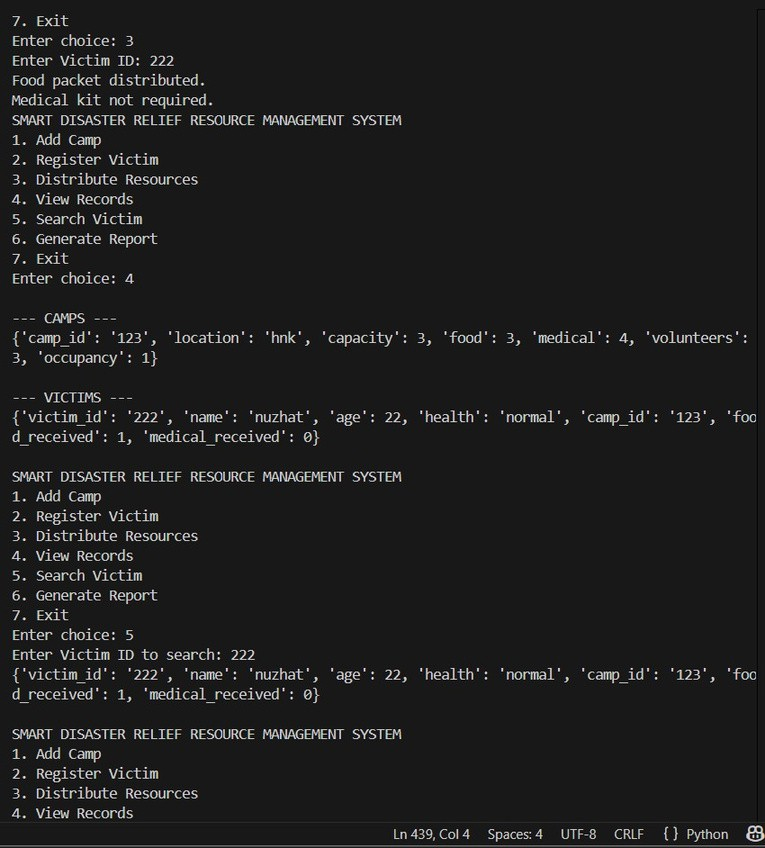 7. Exit
Enter choice: 3
Enter Victim ID: 222
Food packet distributed.
Medical kit not required.
SMART DISASTER RELIEF RESOURCE MANAGEMENT SYSTEM
1. Add Camp
2. Register Victim
3. Distribute Resources
4. View Records
5. Search Victim
6. Generate Report
7. Exit
Enter choice: 4
--- CAMPS ---
{'camp_id': '123', 'location': 'hnk', 'capacity': 3, 'food': 3, 'medical': 4, 'volunteers':
3, 'occupancy': 1}
--- VICTIMS ---
{'victim_id': '222', 'name': 'nuzhat', 'age': 22, 'health': 'normal', 'camp_id': '123', 'foo
d_received': 1, 'medical_received': 0}
SMART DISASTER RELIEF RESOURCE MANAGEMENT SYSTEM
1. Add Camp
2. Register Victim
3. Distribute Resources
4. View Records
5. Search Victim
6. Generate Report
7. Exit
Enter choice: 5
Enter Victim ID to search: 222
{'victim_id': '222', 'name': 'nuzhat', 'age': 22, 'health': 'normal', 'camp_id': '123', 'foo
d_received': 1, 'medical_received': 0}
SMART DISASTER RELIEF RESOURCE MANAGEMENT SYSTEM
1. Add Camp
2. Register Victim
3. Distribute Resources
4. View Records
Ln 439, Col 4 Spaces: 4 UTF-8 CRLF { } Python